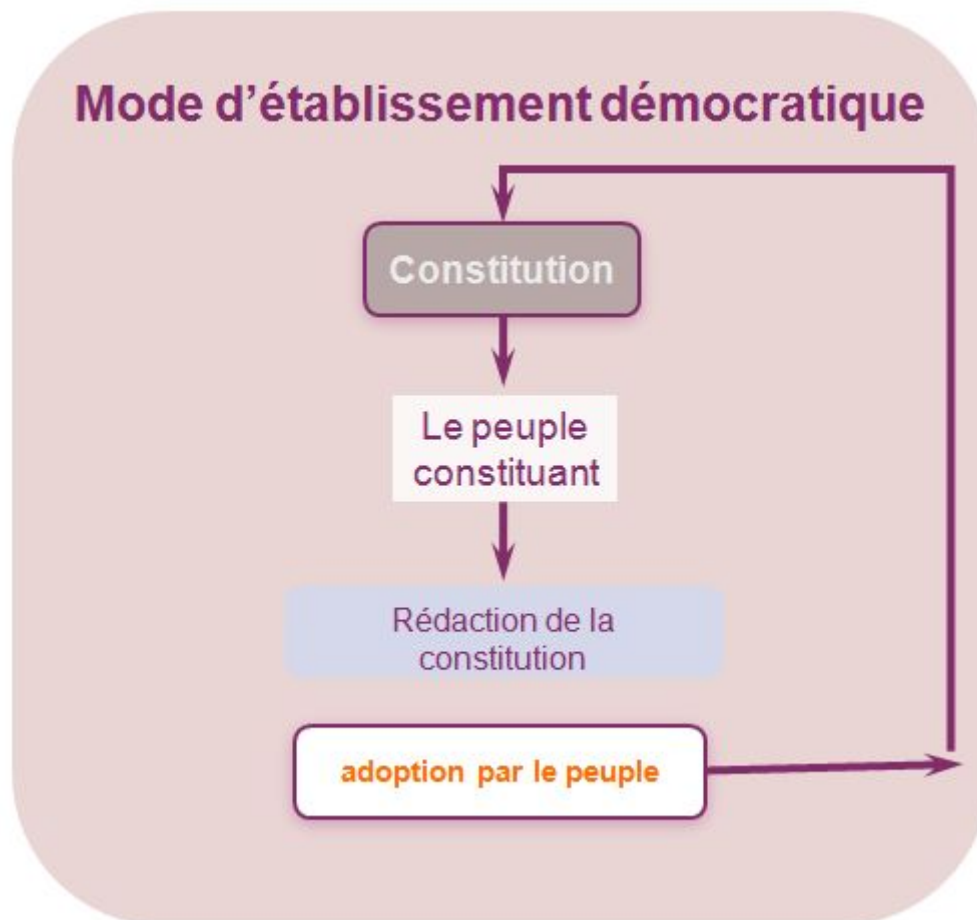 Mode d’établissement démocratique
Constitution
Le peuple
constituant
Rédaction de la
constitution
adoption par le peuple